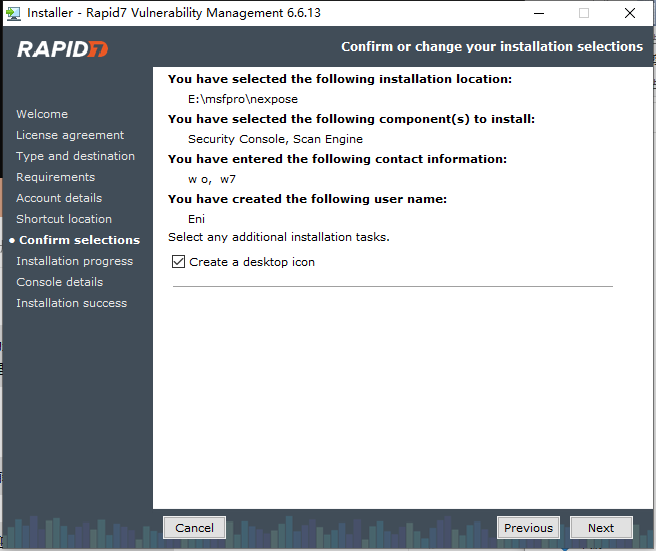 Installer - Rapid7 Vulnerability Management 6.6.13
RAPID7
Confirm or change your installation selections
Welcome
License agreement
Type and destination
Requirements
Account details
Shortcut location
Confirm selections
Installation progress
Console details
Installation success
You have selected the following installation location:
E:\msfpro\nexpose
You have selected the following component(s) to install:
Security Console, Scan Engine
You have entered the following contact information:
w o, w7
You have created the following user name:
Eni
Select any additional installation tasks.
Create a desktop icon
Cancel
Previous
Next